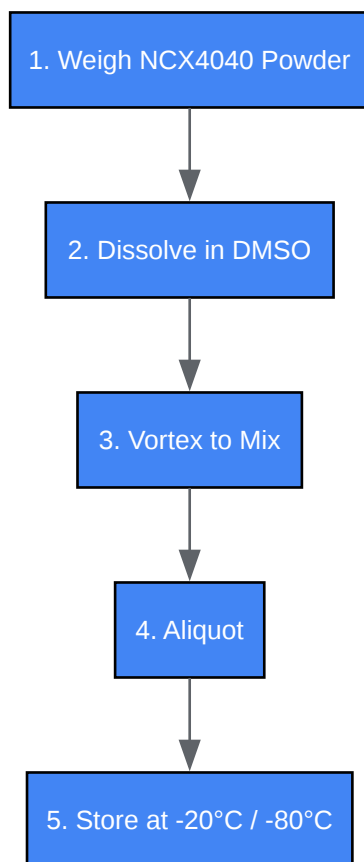 1. Weigh NCX4040 Powder
2. Dissolve in DMSO
3. Vortex to Mix
4. Aliquot
5. Store at -20°C / -80°C